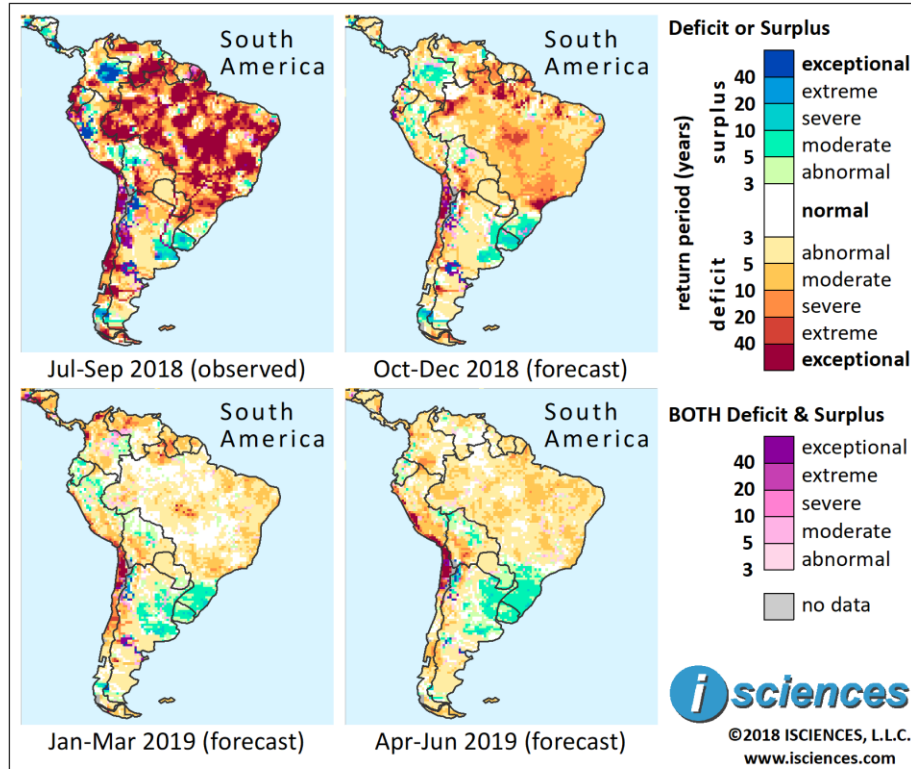 South
America
Jul-Sep 2018 (observed)
South
America
Oct-Dec 2018 (forecast)
South
America
Jan-Mar 2019 (forecast)
South
America
Apr-Jun 2019 (forecast)
Deficit or Surplus
return period (years)
surplus
deficit
exceptional
40
extreme
20
severe
10
moderate
5
abnormal
3
normal
3
abnormal
5
moderate
10
severe
20
extreme
40
exceptional
BOTH Deficit & Surplus
exceptional
40
extreme
20
severe
10
moderate
5
abnormal
3
no data
i sciences
©2018 ISCIENCES, L.L.C.
www.isciences.com